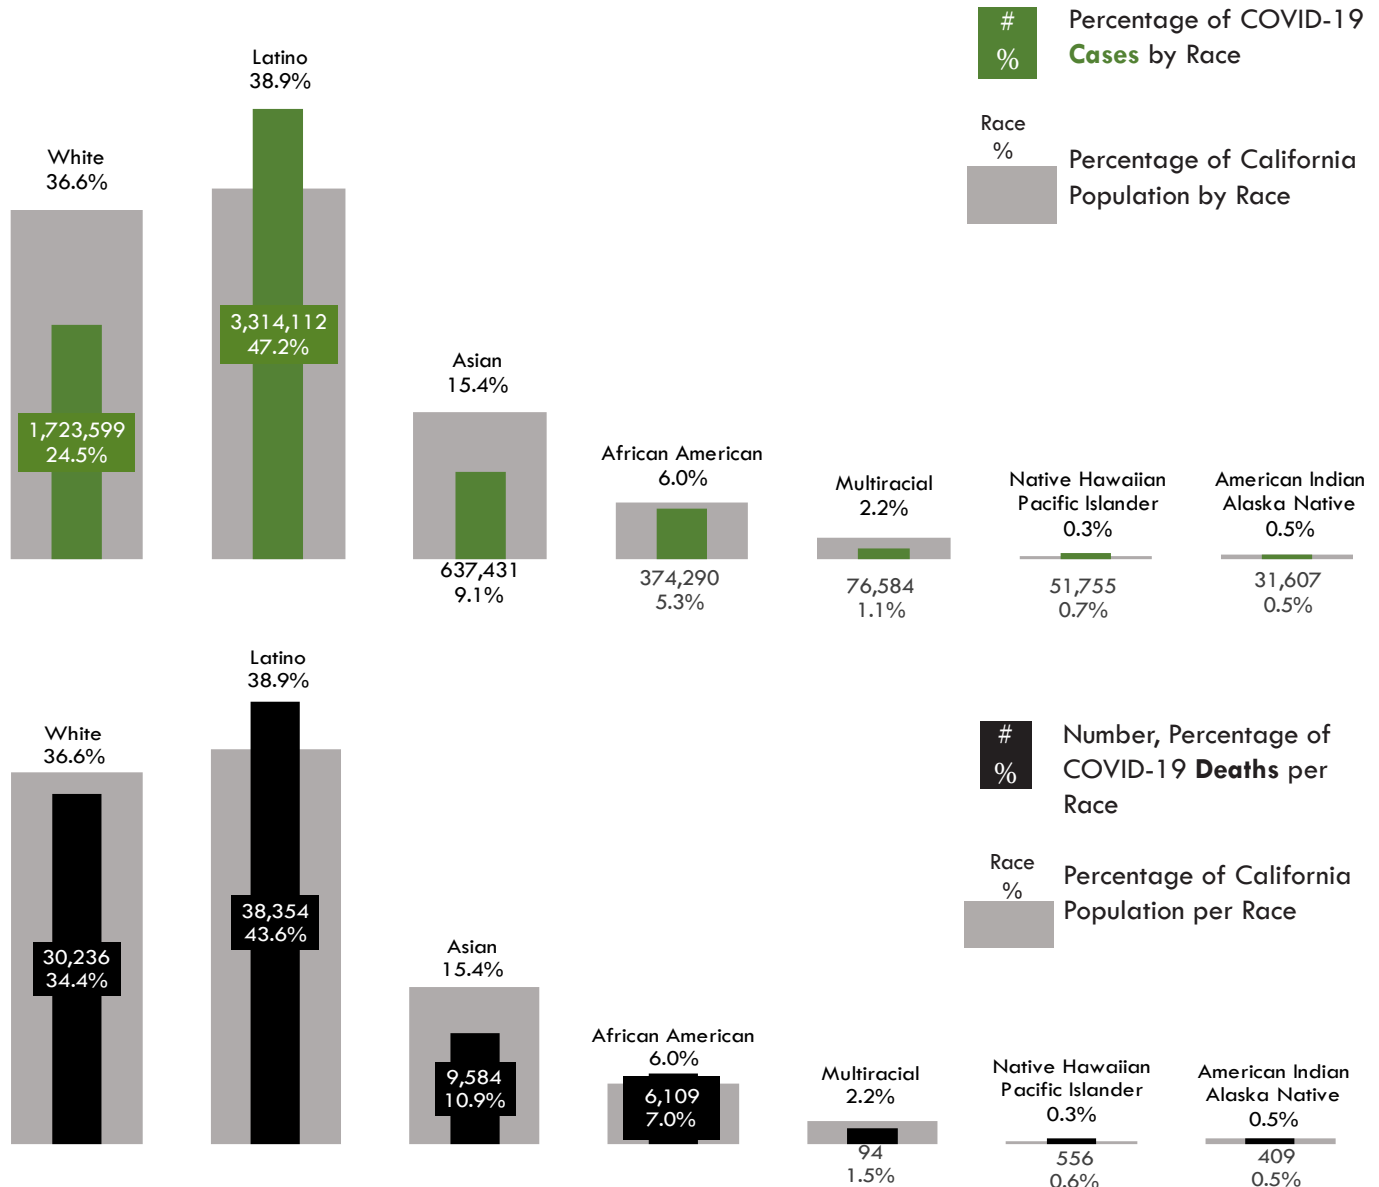 #
%
Percentage of COVID-19
Cases by Race
Race
%
Percentage of California
Population by Race
White
36.6%
1,723,599
24.5%
Latino
38.9%
3,314,112
47.2%
Asian
15.4%
637,431
9.1%
African American
6.0%
374,290
5.3%
Multiracial
2.2%
76,584
1.1%
Native Hawaiian
Pacific Islander
0.3%
51,755
0.7%
American Indian
Alaska Native
0.5%
31,607
0.5%
#
%
Number, Percentage of
COVID-19 Deaths per
Race
Race
%
Percentage of California
Population per Race
White
36.6%
30,236
34.4%
Latino
38.9%
38,354
43.6%
Asian
15.4%
9,584
10.9%
African American
6.0%
6,109
7.0%
Multiracial
2.2%
94
1.5%
Native Hawaiian
Pacific Islander
0.3%
556
0.6%
American Indian
Alaska Native
0.5%
409
0.5%